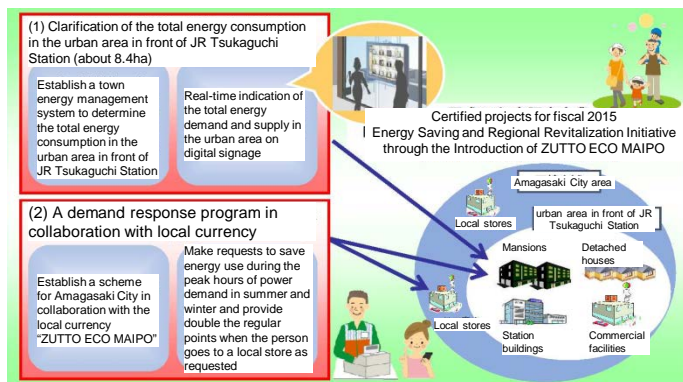 (1) Clarification of the total energy consumption
in the urban area in front of JR Tsukaguchi
Station (about 8.4ha)
Establish a town
energy management
system to determine
the total energy
consumption in the
urban area in front of
JR Tsukaguchi Station
Real-time indication of
the total energy
demand and supply in
the urban area on
digital signage
(2) A demand response program in
collaboration with local currency
Establish a scheme
for Amagasaki City in
collaboration with the
local currency
“ZUTTO ECO MAIPO”
Make requests to save
energy use during the
peak hours of power
demand in summer and
winter and provide
double the regular
points when the person
goes to a local store as
requested
Certified projects for fiscal 2015
Energy Saving and Regional Revitalization Initiative
through the Introduction of ZUTTO ECO MAIPO
Amagasaki City area
Local stores
urban area in front of JR
Tsukaguchi Station
Mansions
Detached
houses
Local stores
Station
buildings
Commercial
facilities